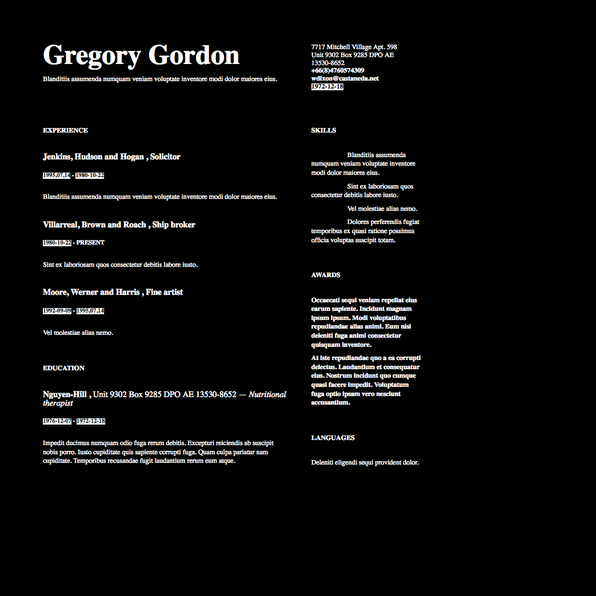 Gregory Gordon
Blanditiis assumenda numquam veniam voluptate inventore modi dolor maiores eius.
7717 Mitchell Village Apt. 598
Unit 9302 Box 9285 DPO AE
13530-8652
+66(8)4760574309
wdixon@castaneda.net
1972-12-18
EXPERIENCE
Jenkins, Hudson and Hogan , Solicitor
1995.07.14 - 1980-10-22
Blanditiis assumenda numquam veniam voluptate inventore modi dolor maiores eius.
Villarreal, Brown and Roach , Ship broker
1980-10-22 - PRESENT
Sint ex laboriosam quos consectetur debitis labore iusto.
Moore, Werner and Harris , Fine artist
1992-09-09 - 1995.07.14
Vel molestiae alias nemo.
EDUCATION
Nguyen-Hill , Unit 9302 Box 9285 DPO AE 13530-8652 — Nutritional
therapist
1976-12-07 - 1972-12-18
Impedit ducimus numquam odio fuga rerum debitis. Excepturi reiciendis ab suscipit
nobis porro. Iusto cupiditate quis sapiente corrupti fuga. Quam culpa pariatur nam
cupiditate. Temporibus recusandae fugit laudantium rerum eum atque.
SKILLS
Blanditiis assumenda
numquam veniam voluptate inventore
modi dolor maiores eius.
Sint ex laboriosam quos
consectetur debitis labore iusto.
Vel molestiae alias nemo.
Dolores perferendis fugiat
temporibus ex quasi ratione possimus
officia voluptas suscipit totam.
AWARDS
Occaecati sequi veniam repellat eius
earum sapiente. Incidunt magnam
ipsum ipsum. Modi voluptatibus
repudiandae alias animi. Eum nisi
deleniti fuga animi consectetur
quisquam inventore.
At iste repudiandae quo a ea corrupti
delectus. Laudantium et consequatur
eius. Nostrum incidunt quo cumque
quasi facere impedit. Voluptatum
fuga optio ipsam vero nesciunt
accusantium.
LANGUAGES
Deleniti eligendi sequi provident dolor.